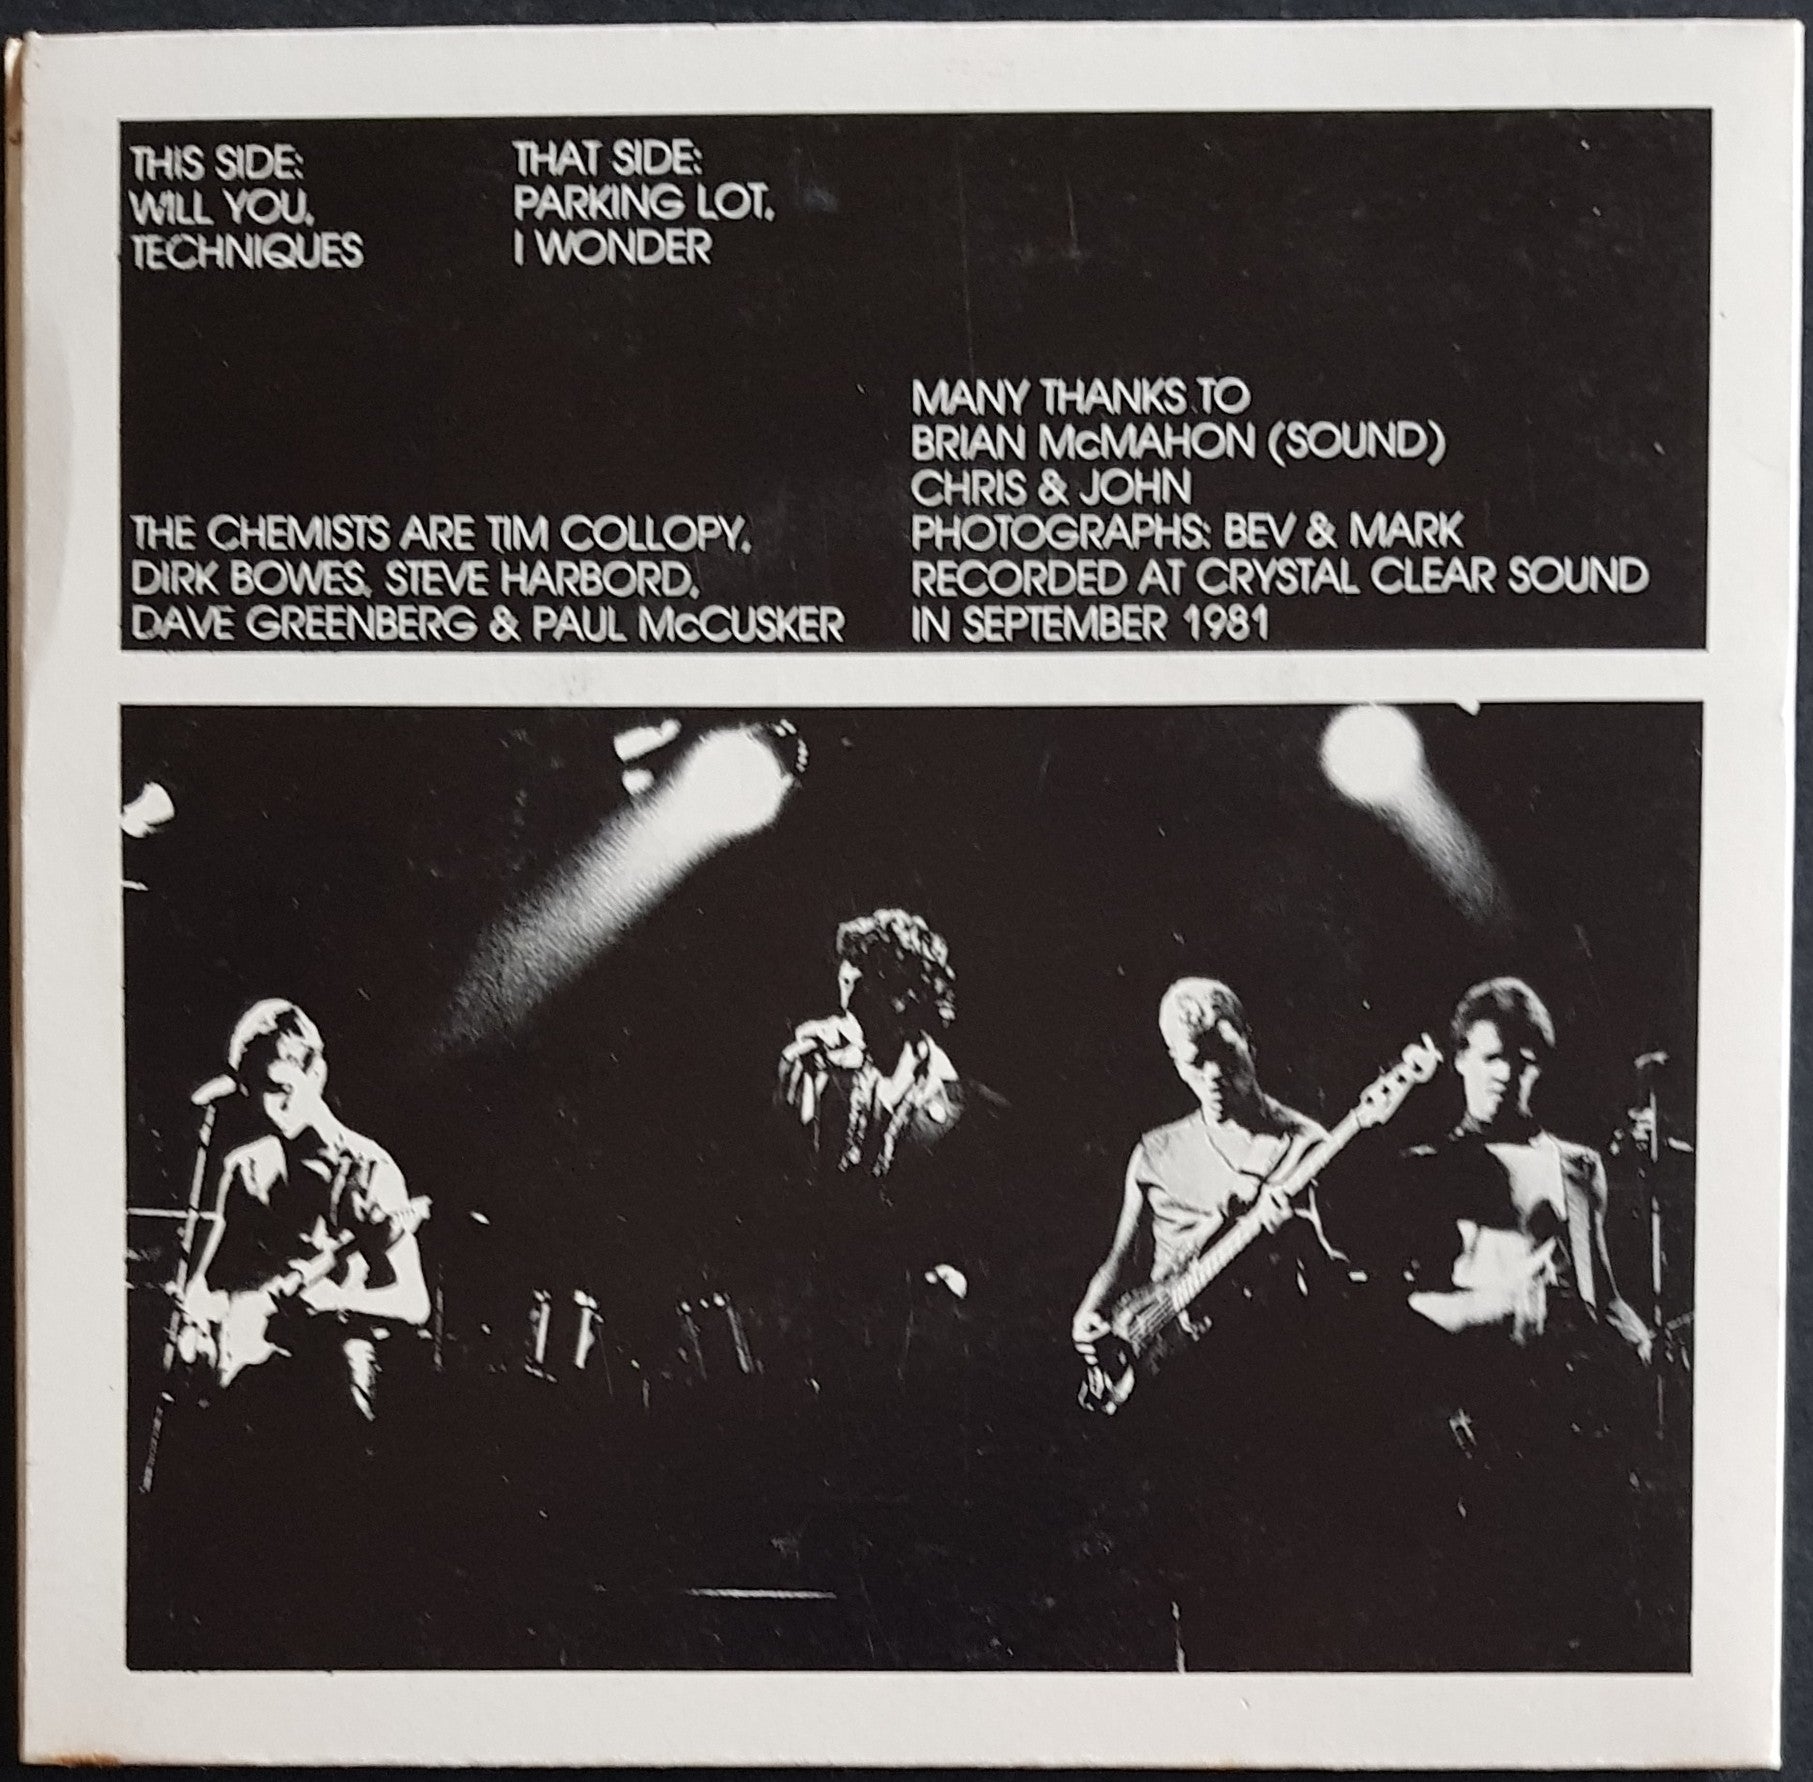 THIS SIDE:
WILL YOU,
TECHNIQUES
THAT SIDE:
PARKING LOT,
I WONDER
THE CHEMISTS ARE TIM COLLOPY,
DIRK BOWES, STEVE HARBORD,
DAVE GREENBERG & PAUL McCUSKER
MANY THANKS TO
BRIAN McMAHON (SOUND)
CHRIS & JOHN
PHOTOGRAPHS: BEV & MARK
RECORDED AT CRYSTAL CLEAR SOUND
IN SEPTEMBER 1981